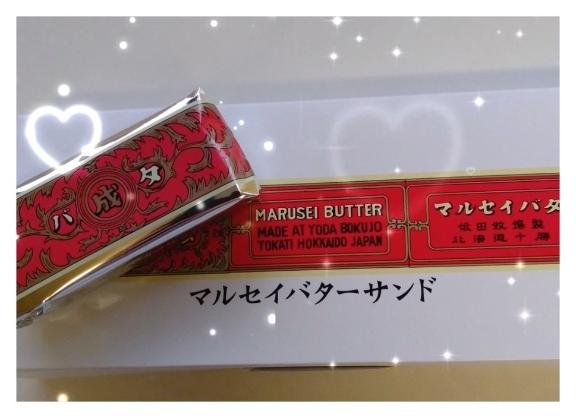 バ成タ
MARUSEI BUTTER
MADE AT YODA BOKUJO
TOKATI HOKKAIDO JAPAN
マルセイバタ
依田牧場製
北海道十勝
マルセイバターサンド